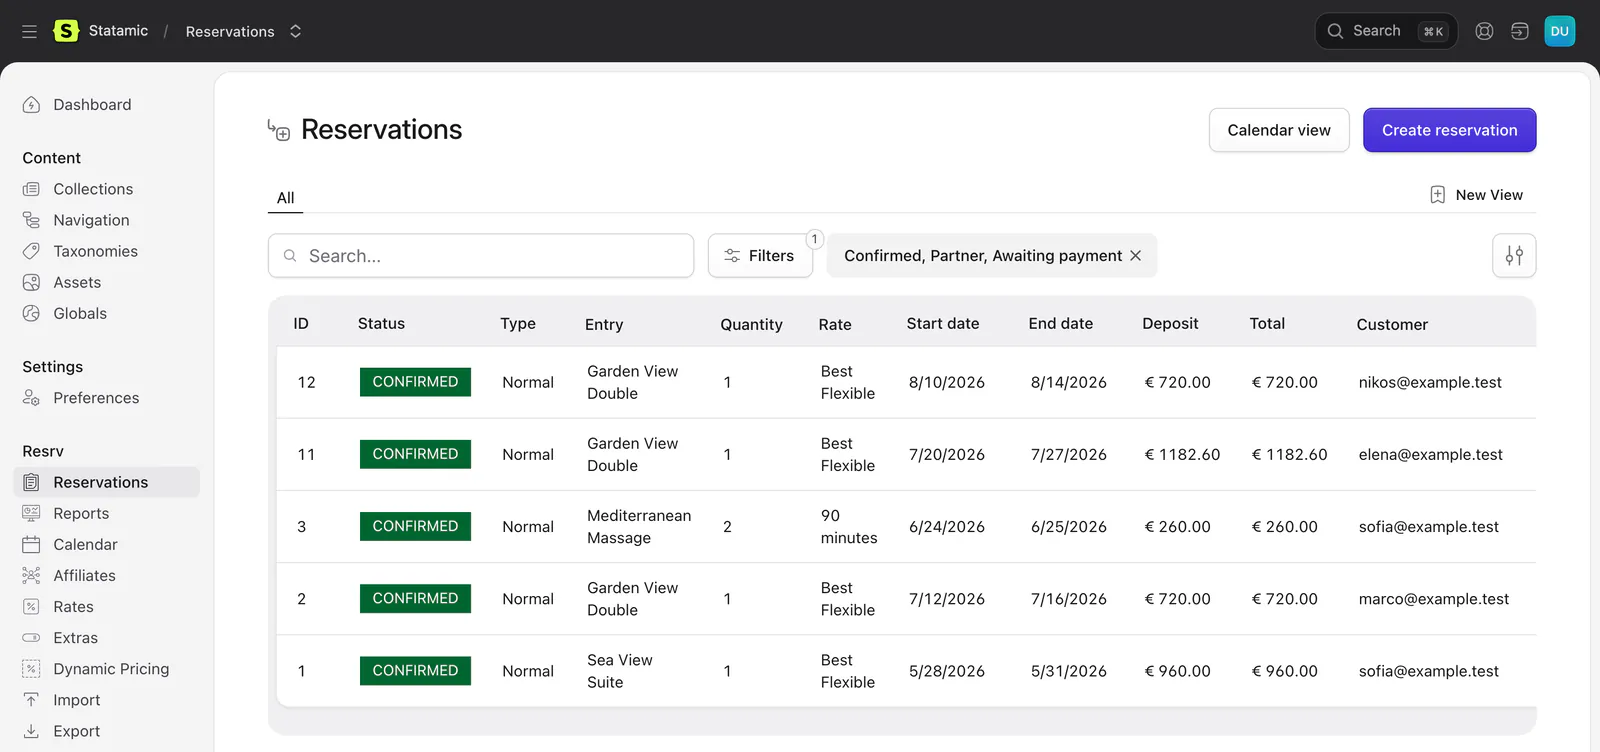 Statamic / Reservations
Search ⌘K
DU
Dashboard
Content
Collections
Navigation
Taxonomies
Assets
Globals
Settings
Preferences
Resrv
Reservations
Reports
Calendar
Affiliates
Rates
Extras
Dynamic Pricing
Import
Export
Reservations
Calendar view
Create reservation
All
New View
Search...
Filters
1
Confirmed, Partner, Awaiting payment
ID Status Type Entry Quantity Rate Start date End date Deposit Total Customer
12 CONFIRMED Normal Garden View Double 1 Best Flexible 8/10/2026 8/14/2026 € 720.00 € 720.00 nikos@example.test
11 CONFIRMED Normal Garden View Double 1 Best Flexible 7/20/2026 7/27/2026 € 1182.60 € 1182.60 elena@example.test
3 CONFIRMED Normal Mediterranean Massage 2 90 minutes 6/24/2026 6/25/2026 € 260.00 € 260.00 sofia@example.test
2 CONFIRMED Normal Garden View Double 1 Best Flexible 7/12/2026 7/16/2026 € 720.00 € 720.00 marco@example.test
1 CONFIRMED Normal Sea View Suite 1 Best Flexible 5/28/2026 5/31/2026 € 960.00 € 960.00 sofia@example.test